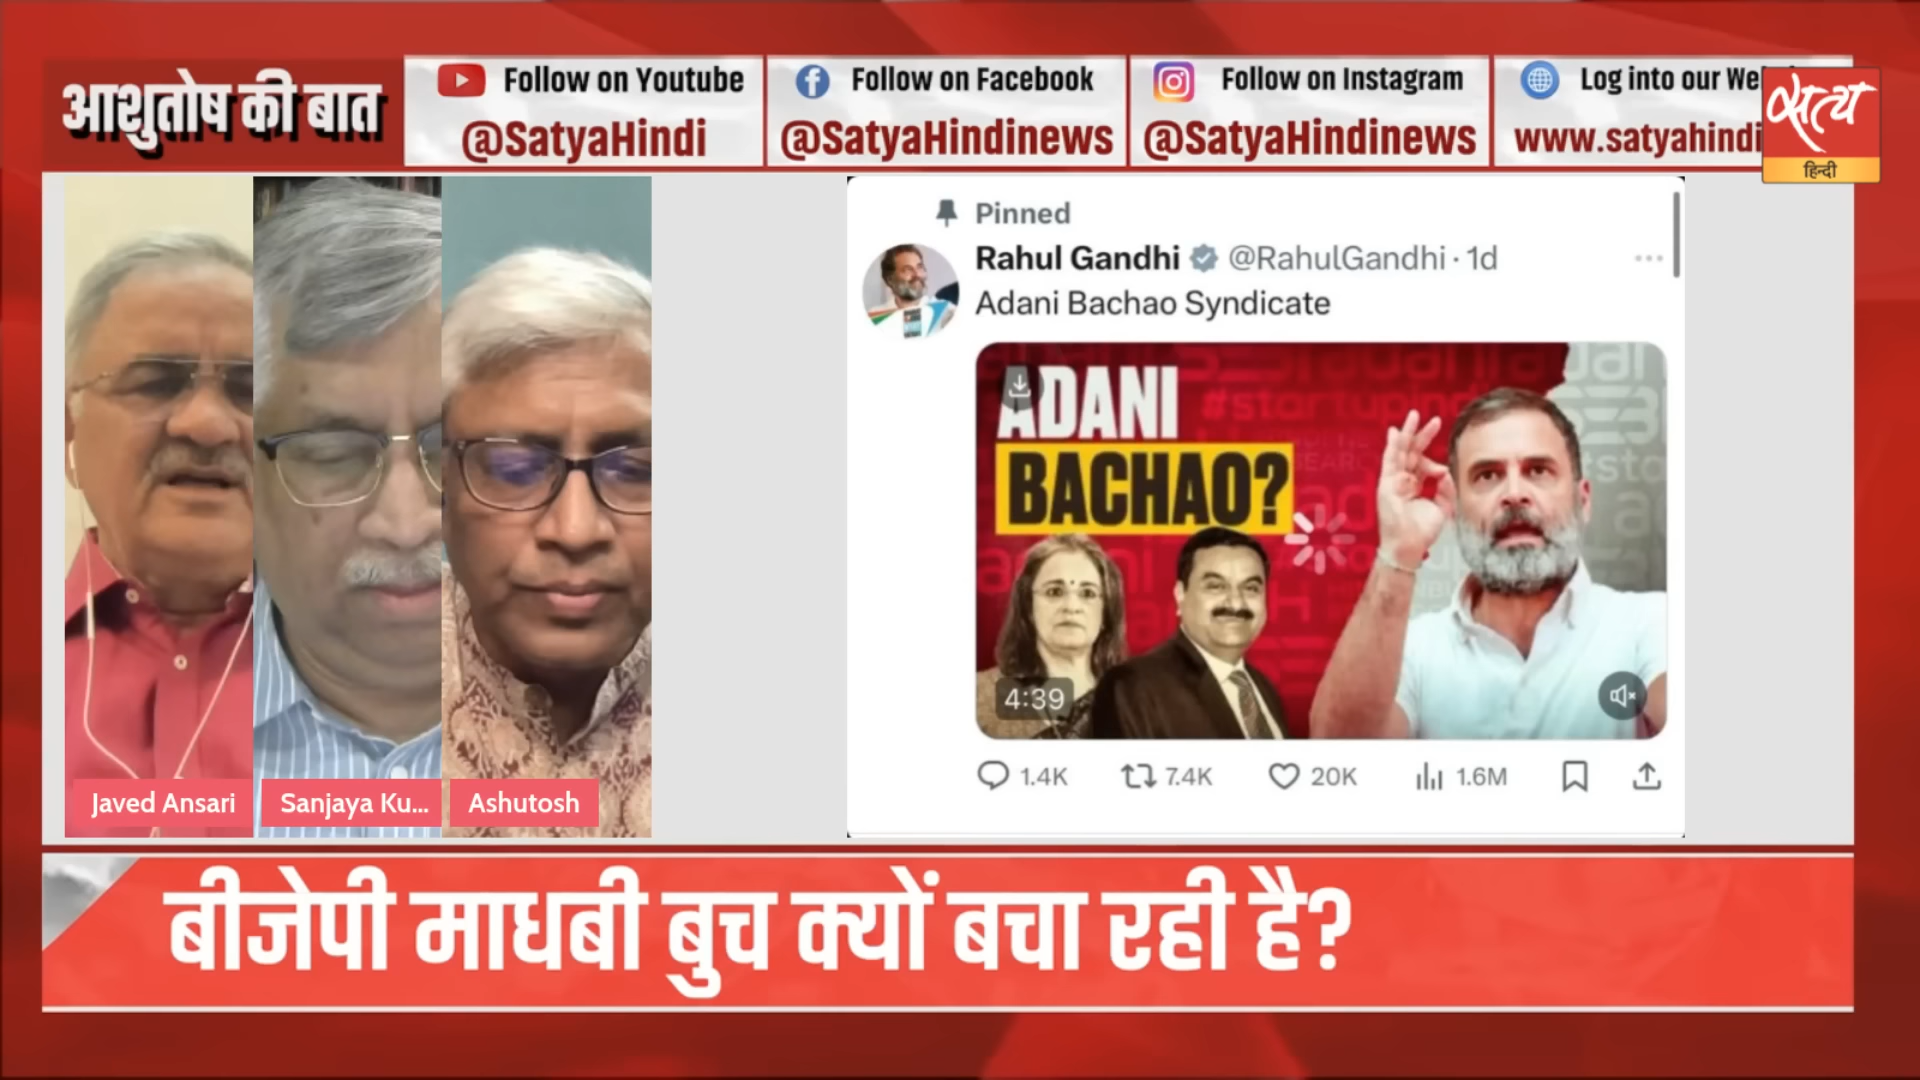 आशुतोष की बात
Follow on Youtube
@SatyaHindi
Follow on Facebook
@SatyaHindinews
Follow on Instagram
@SatyaHindinews
Log into our We
www.satyahindi
सत्य
हिन्दी
Javed Ansari
Sanjaya Ku...
Ashutosh
Pinned
Rahul Gandhi @RahulGandhi · 1d
Adani Bachao Syndicate
ADANI
BACHAO?
#startupin
4:39
1.4K 7.4K 20K 1.6M
बीजेपी माधबी बुच क्यों बचा रही है?